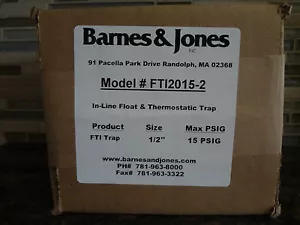 Barnes & Jones
INC
91 Pacella Park Drive Randolph, MA 02368
Model # FTI2015-2
In-Line Float & Thermostatic Trap
Product Size Max PSIG
FTI Trap 1/2" 15 PSIG
www.barnesandjones.com
PH# 781-963-8000
Fax# 781-963-3322